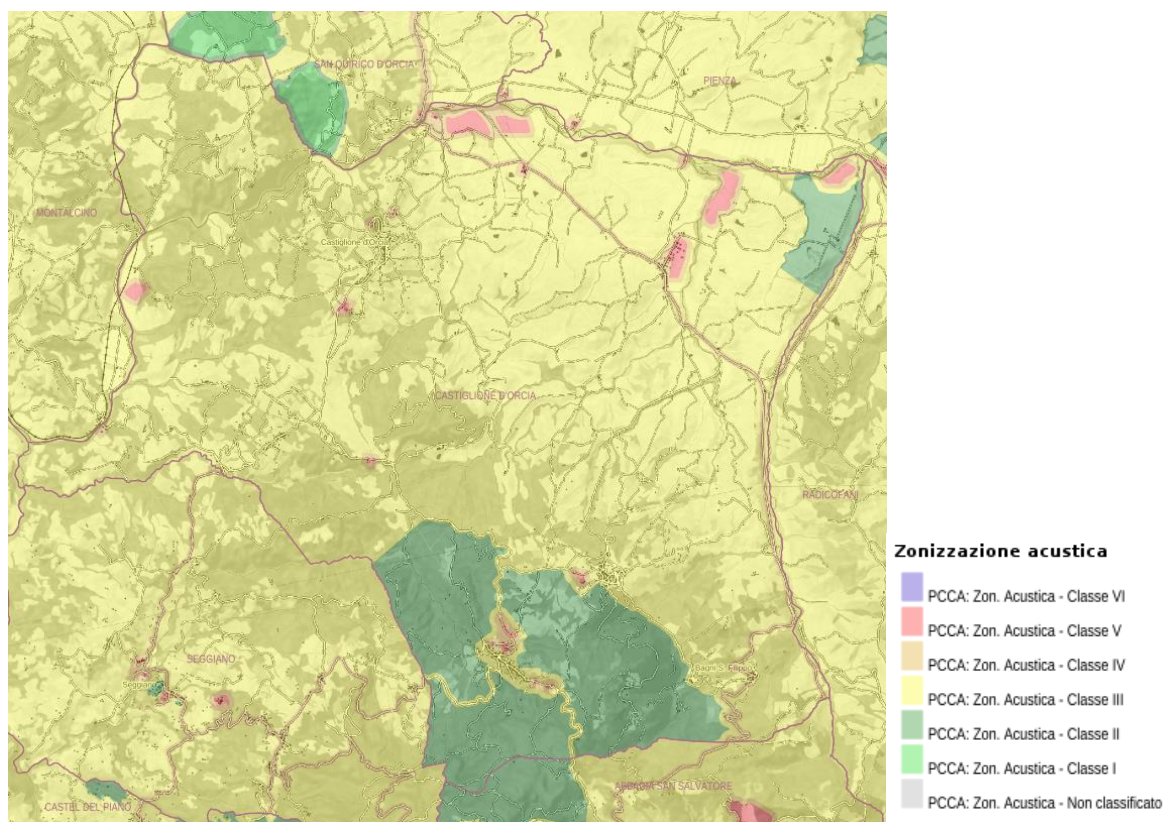 SAN QUIRICO D'ORCIA
PIENZA
MONTALCINO
Castiglione d'Orcia
CASTIGLIONE D'ORCIA
RADICOFANI
SEGGIANO
Seggiano
Bagni S. Filippo
ABBADIA SAN SALVATORE
CASTEL DEL PIANO
Zonizzazione acustica
PCCA: Zon. Acustica - Classe VI
PCCA: Zon. Acustica - Classe V
PCCA: Zon. Acustica - Classe IV
PCCA: Zon. Acustica - Classe III
PCCA: Zon. Acustica - Classe II
PCCA: Zon. Acustica - Classe I
PCCA: Zon. Acustica - Non classificato